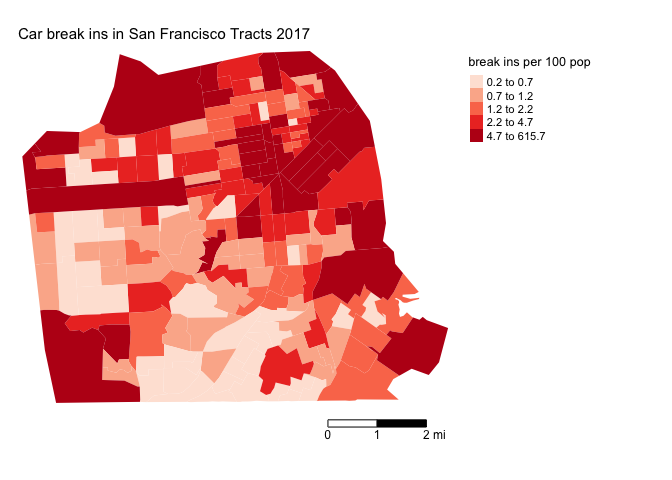 Car break ins in San Francisco Tracts 2017
break ins per 100 pop
0.2 to 0.7
0.7 to 1.2
1.2 to 2.2
2.2 to 4.7
4.7 to 615.7
0 1 2 mi